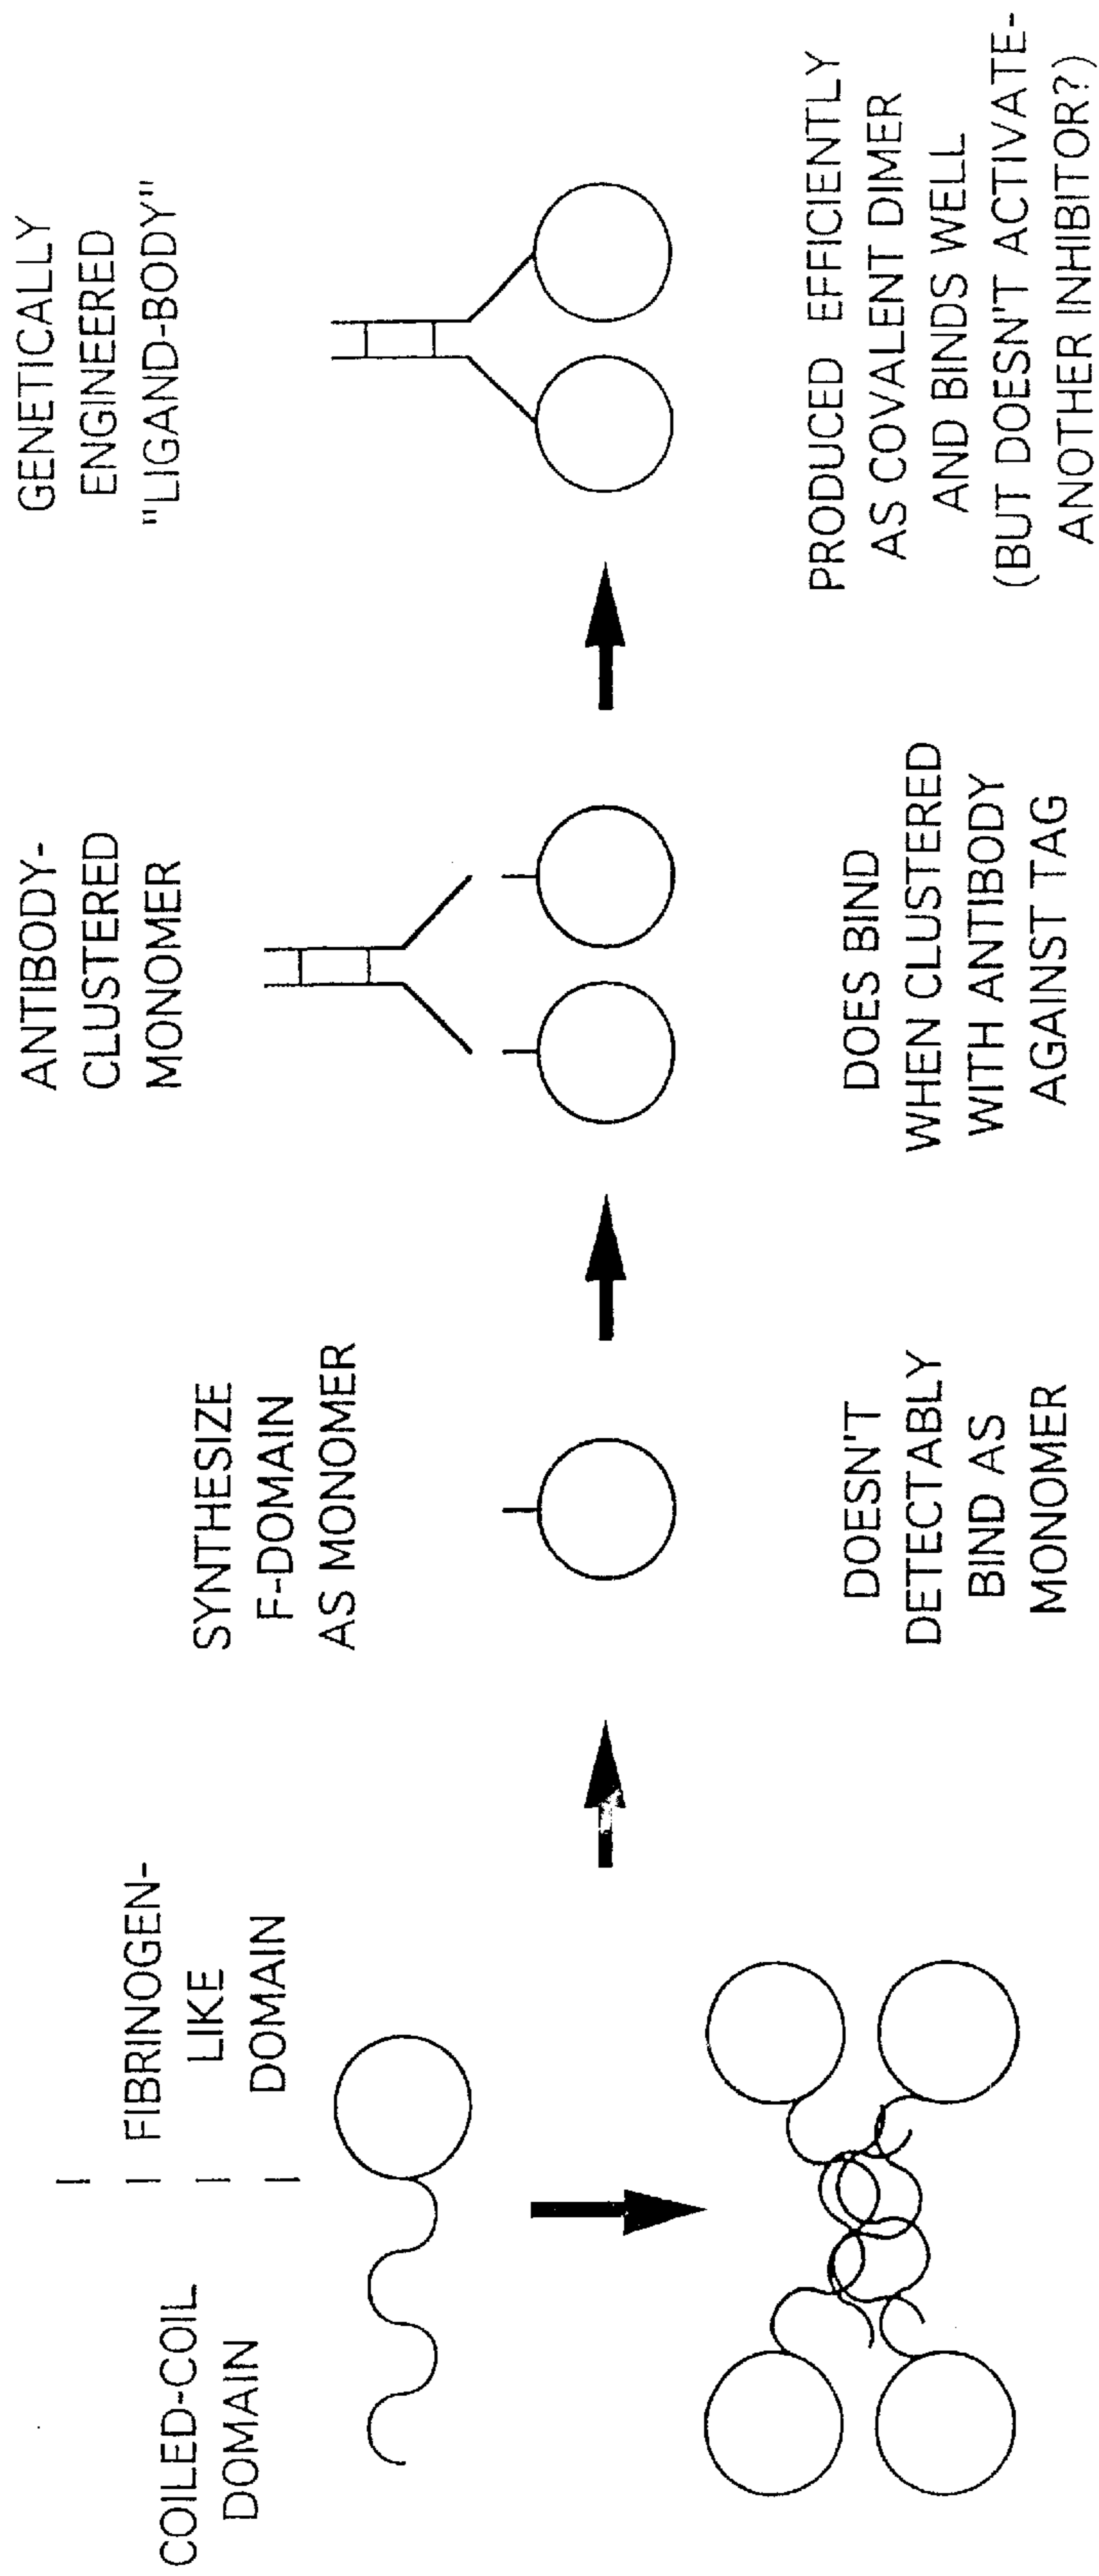 COILED-COIL
DOMAIN
FIBRINOGEN-
LIKE
DOMAIN
SYNTHESIZE
F-DOMAIN
AS MONOMER
DOESN'T
DETECTABLY
BIND AS
MONOMER
ANTIBODY-
CLUSTERED
MONOMER
DOES BIND
WHEN CLUSTERED
WITH ANTIBODY
AGAINST TAG
GENETICALLY
ENGINEERED
"LIGAND-BODY"
PRODUCED EFFICIENTLY
AS COVALENT DIMER
AND BINDS WELL
(BUT DOESN'T ACTIVATE-
ANOTHER INHIBITOR?)